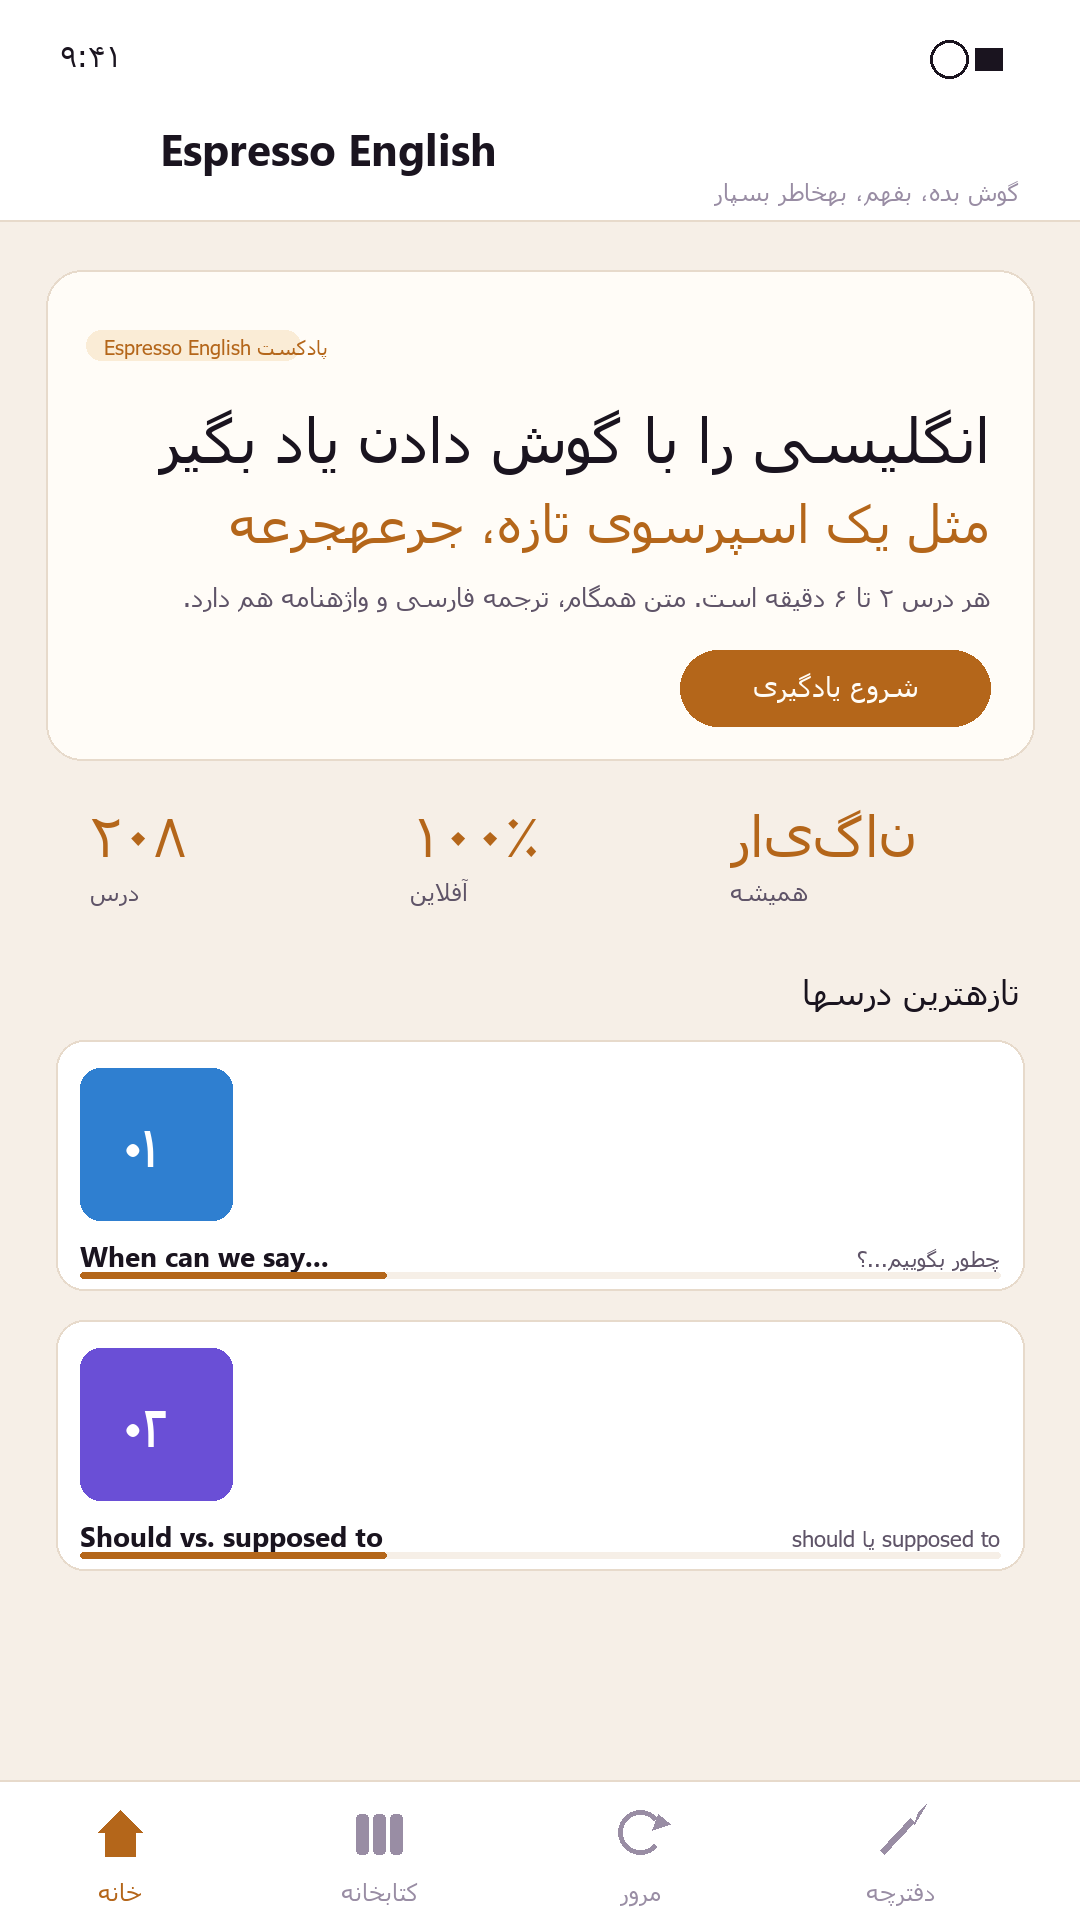 ۹:۴۱
Espresso English
گوش بده، بفهم، بهخاطر بسپار
پادکست Espresso English
انگلیسی را با گوش دادن یاد بگیر
مثل یک اسپرسوی تازه، جرعهجرعه
هر درس ۲ تا ۶ دقیقه است. متن همگام، ترجمه فارسی و واژهنامه هم دارد.
شروع یادگیری
ناگیار
همیشه
۱۰۰٪
آفلاین
۲۰۸
درس
تازهترین درسها
۰۱
When can we say...
چطور بگوییم...؟
۰۲
Should vs. supposed to
should یا supposed to
خانه
کتابخانه
مرور
دفترچه